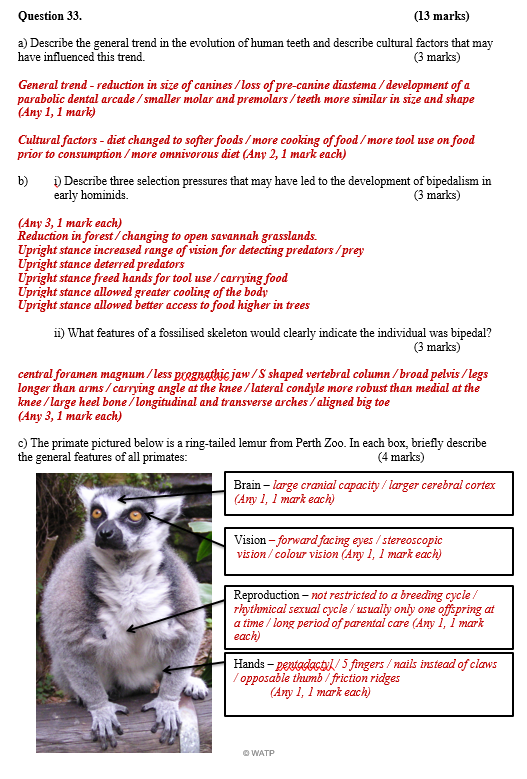 Question 33. (13 marks)
a) Describe the general trend in the evolution of human teeth and describe cultural factors that may
have influenced this trend. (3 marks)
General trend - reduction in size of canines / loss of pre-canine diastema / development of a
parabolic dental arcade / smaller molar and premolars / teeth more similar in size and shape
(Any 1, 1 mark)
Cultural factors - diet changed to softer foods / more cooking of food / more tool use on food
prior to consumption / more omnivorous diet (Any 2, 1 mark each)
b) i) Describe three selection pressures that may have led to the development of bipedalism in
early hominids. (3 marks)
(Any 3, 1 mark each)
Reduction in forest / changing to open savannah grasslands.
Upright stance increased range of vision for detecting predators / prey
Upright stance deterred predators
Upright stance freed hands for tool use / carrying food
Upright stance allowed greater cooling of the body
Upright stance allowed better access to food higher in trees
ii) What features of a fossilised skeleton would clearly indicate the individual was bipedal?
(3 marks)
central foramen magnum / less prognathic jaw / S shaped vertebral column / broad pelvis / legs
longer than arms / carrying angle at the knee / lateral condyle more robust than medial at the
knee / large heel bone / longitudinal and transverse arches / aligned big toe
(Any 3, 1 mark each)
c) The primate pictured below is a ring-tailed lemur from Perth Zoo. In each box, briefly describe
the general features of all primates: (4 marks)
Brain – large cranial capacity / larger cerebral cortex
(Any 1, 1 mark each)
Vision – forward facing eyes / stereoscopic
vision / colour vision (Any 1, 1 mark each)
Reproduction – not restricted to a breeding cycle /
rhythmical sexual cycle / usually only one offspring at
a time / long period of parental care (Any 1, 1 mark
each)
Hands – pentadactyl / 5 fingers / nails instead of claws
/ opposable thumb / friction ridges
(Any 1, 1 mark each)
© WATP